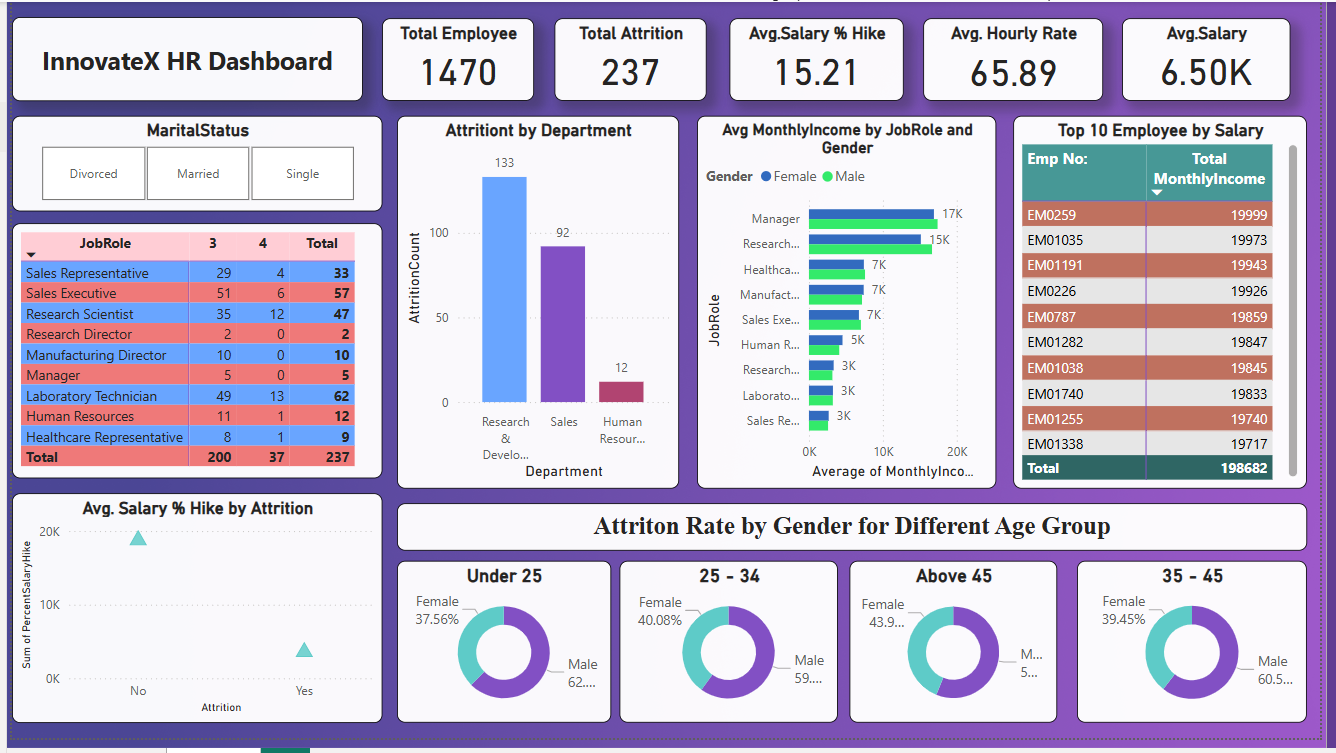 InnovateX HR Dashboard
Total Employee
1470
Total Attrition
237
Avg.Salary % Hike
15.21
Avg. Hourly Rate
65.89
Avg.Salary
6.50K
MaritalStatus
Divorced Married Single
JobRole 3 4 Total
Sales Representative 29 4 33
Sales Executive 51 6 57
Research Scientist 35 12 47
Research Director 2 0 2
Manufacturing Director 10 0 10
Manager 5 0 5
Laboratory Technician 49 13 62
Human Resources 11 1 12
Healthcare Representative 8 1 9
Total 200 37 237
Attritiont by Department
AttritionCount
100
50
0
133
92
12
Research
&
Develo...
Sales
Human
Resour...
Department
Avg MonthlyIncome by JobRole and
Gender
Gender Female Male
JobRole
Manager 17K
Research... 15K
Healthca... 7K
Manufact... 7K
Sales Exe... 7K
Human R... 5K
Research... 3K
Laborato... 3K
Sales Re... 3K
0K 10K 20K
Average of MonthlyInco...
Top 10 Employee by Salary
Emp No: Total
MonthlyIncome
EM0259 19999
EM01035 19973
EM01191 19943
EM0226 19926
EM0787 19859
EM01282 19847
EM01038 19845
EM01740 19833
EM01255 19740
EM01338 19717
Total 198682
Avg. Salary % Hike by Attrition
Sum of PercentSalaryHike
20K
10K
0K
No Yes
Attrition
Attriton Rate by Gender for Different Age Group
Under 25
Female
37.56%
Male
62....
25 - 34
Female
40.08%
Male
59....
Above 45
Female
43.9...
M...
5...
35 - 45
Female
39.45%
Male
60.5...